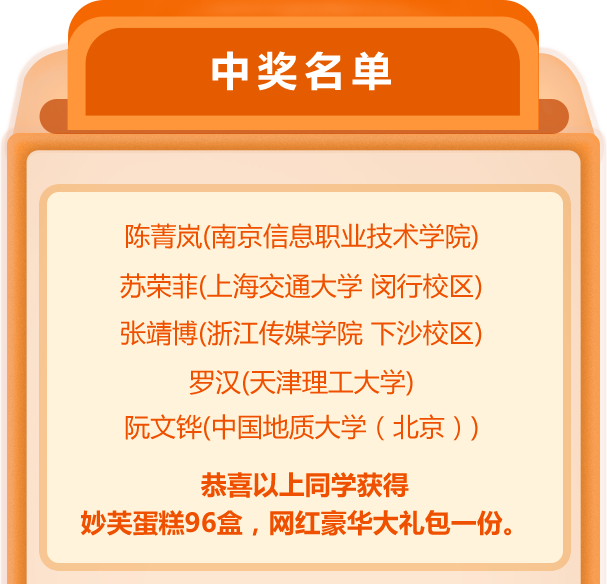 中奖名单
陈菁岚(南京信息职业技术学院)
苏荣菲(上海交通大学 闵行校区)
张靖博(浙江传媒学院 下沙校区)
罗汉(天津理工大学)
阮文铧(中国地质大学（北京）)
恭喜以上同学获得
妙芙蛋糕96盒，网红豪华大礼包一份。